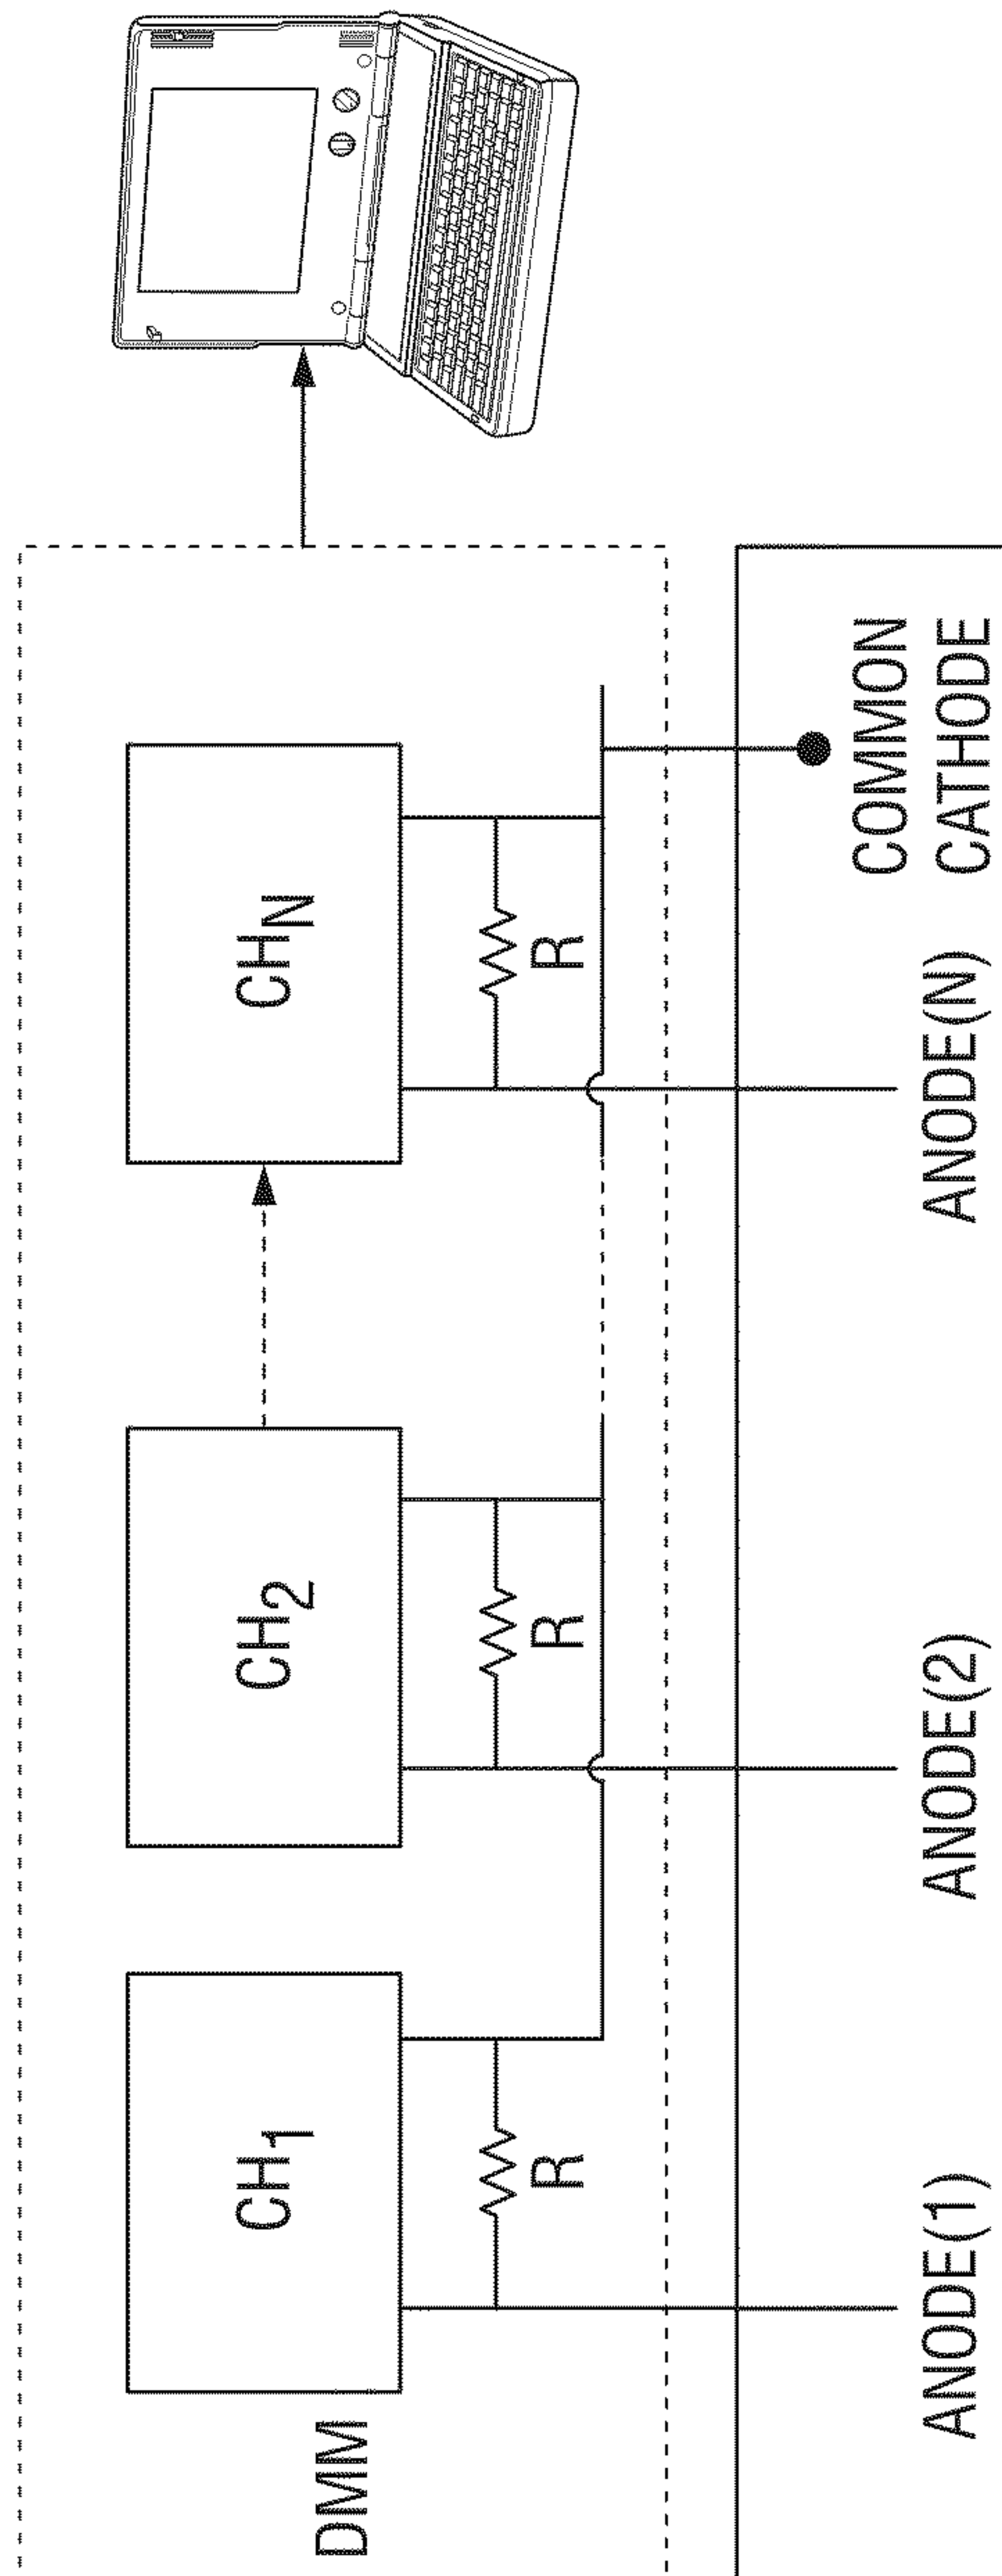 DMM
CH1
CH2
CHN
R
R
R
ANODE(1)
ANODE(2)
ANODE(N)
COMMON
CATHODE